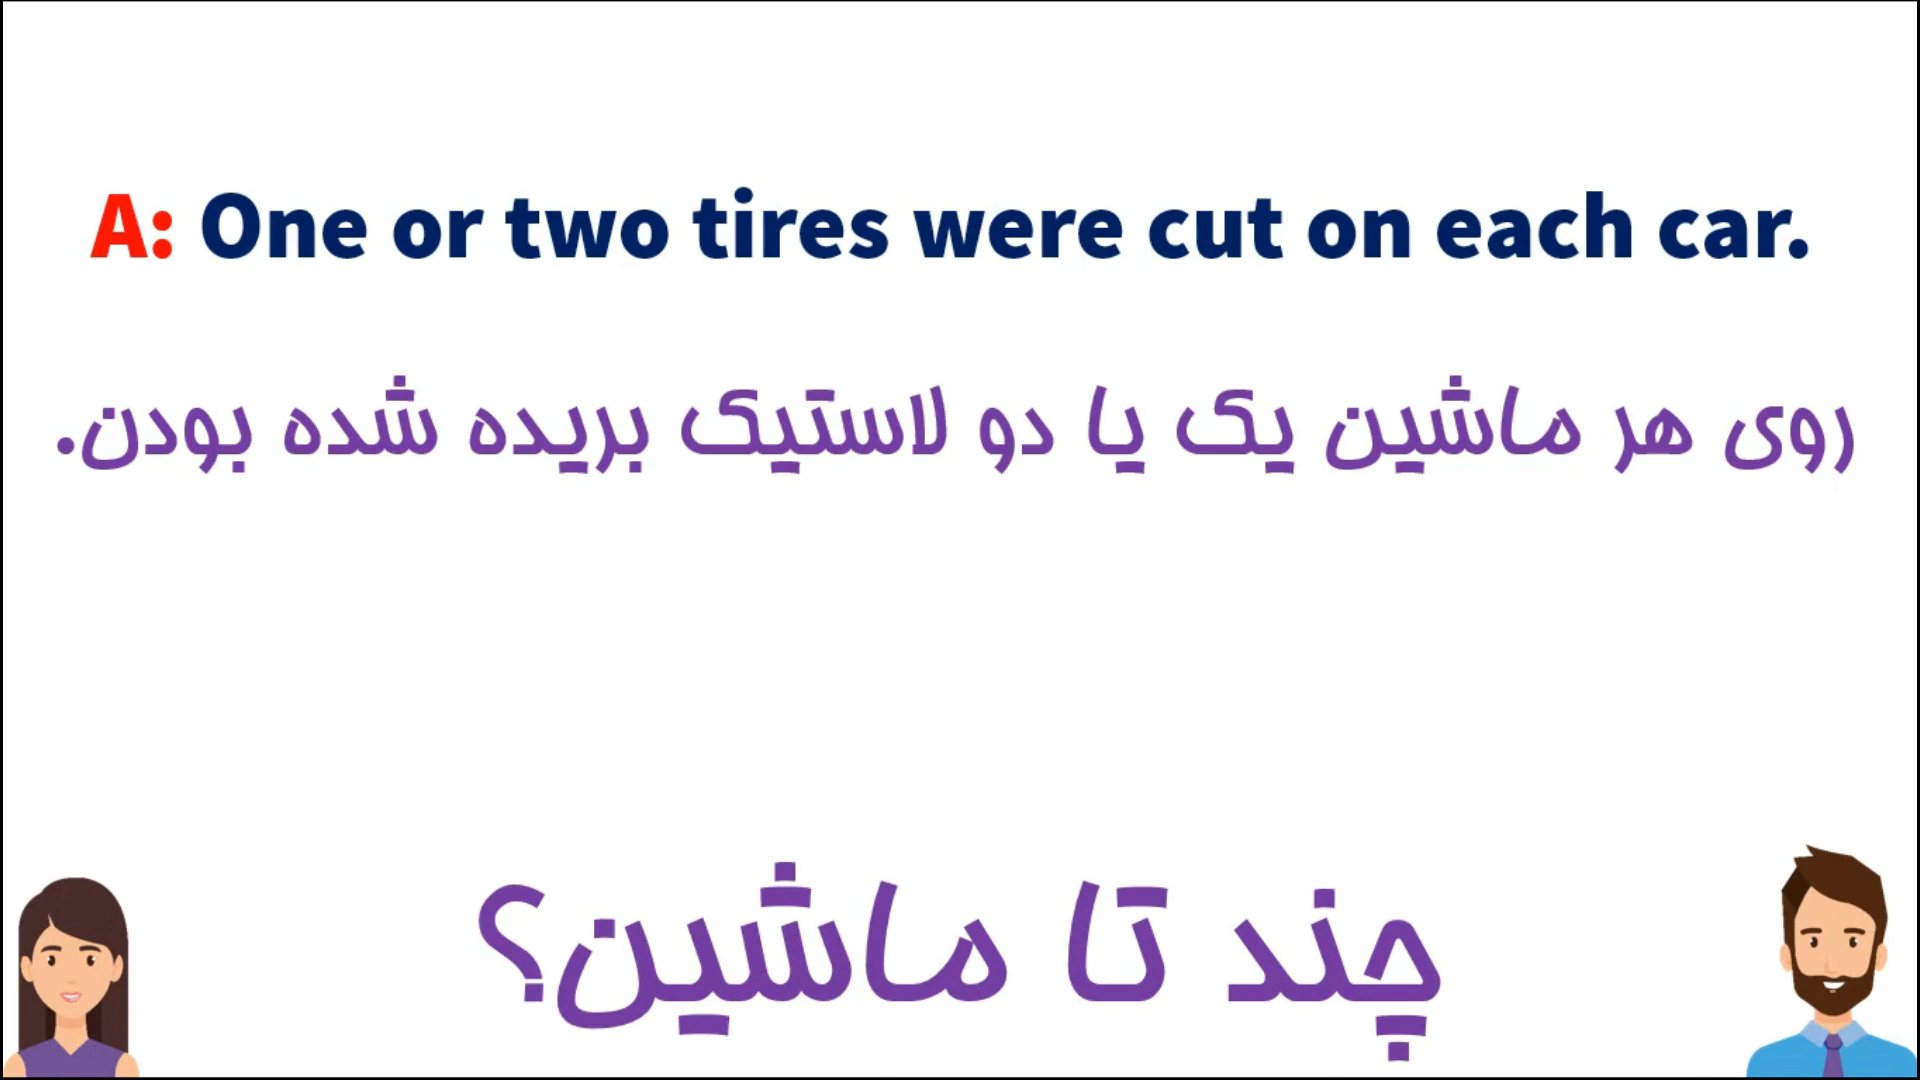 A: One or two tires were cut on each car.
روی هر ماشین یک یا دو لاستیک بریده شده بودن.
چند تا ماشین؟